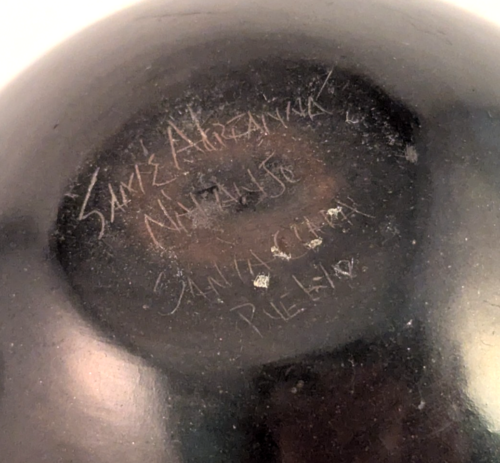 SAMMIE ADRIANNA
NARANJO
SANTA CLARA
PUEBLO